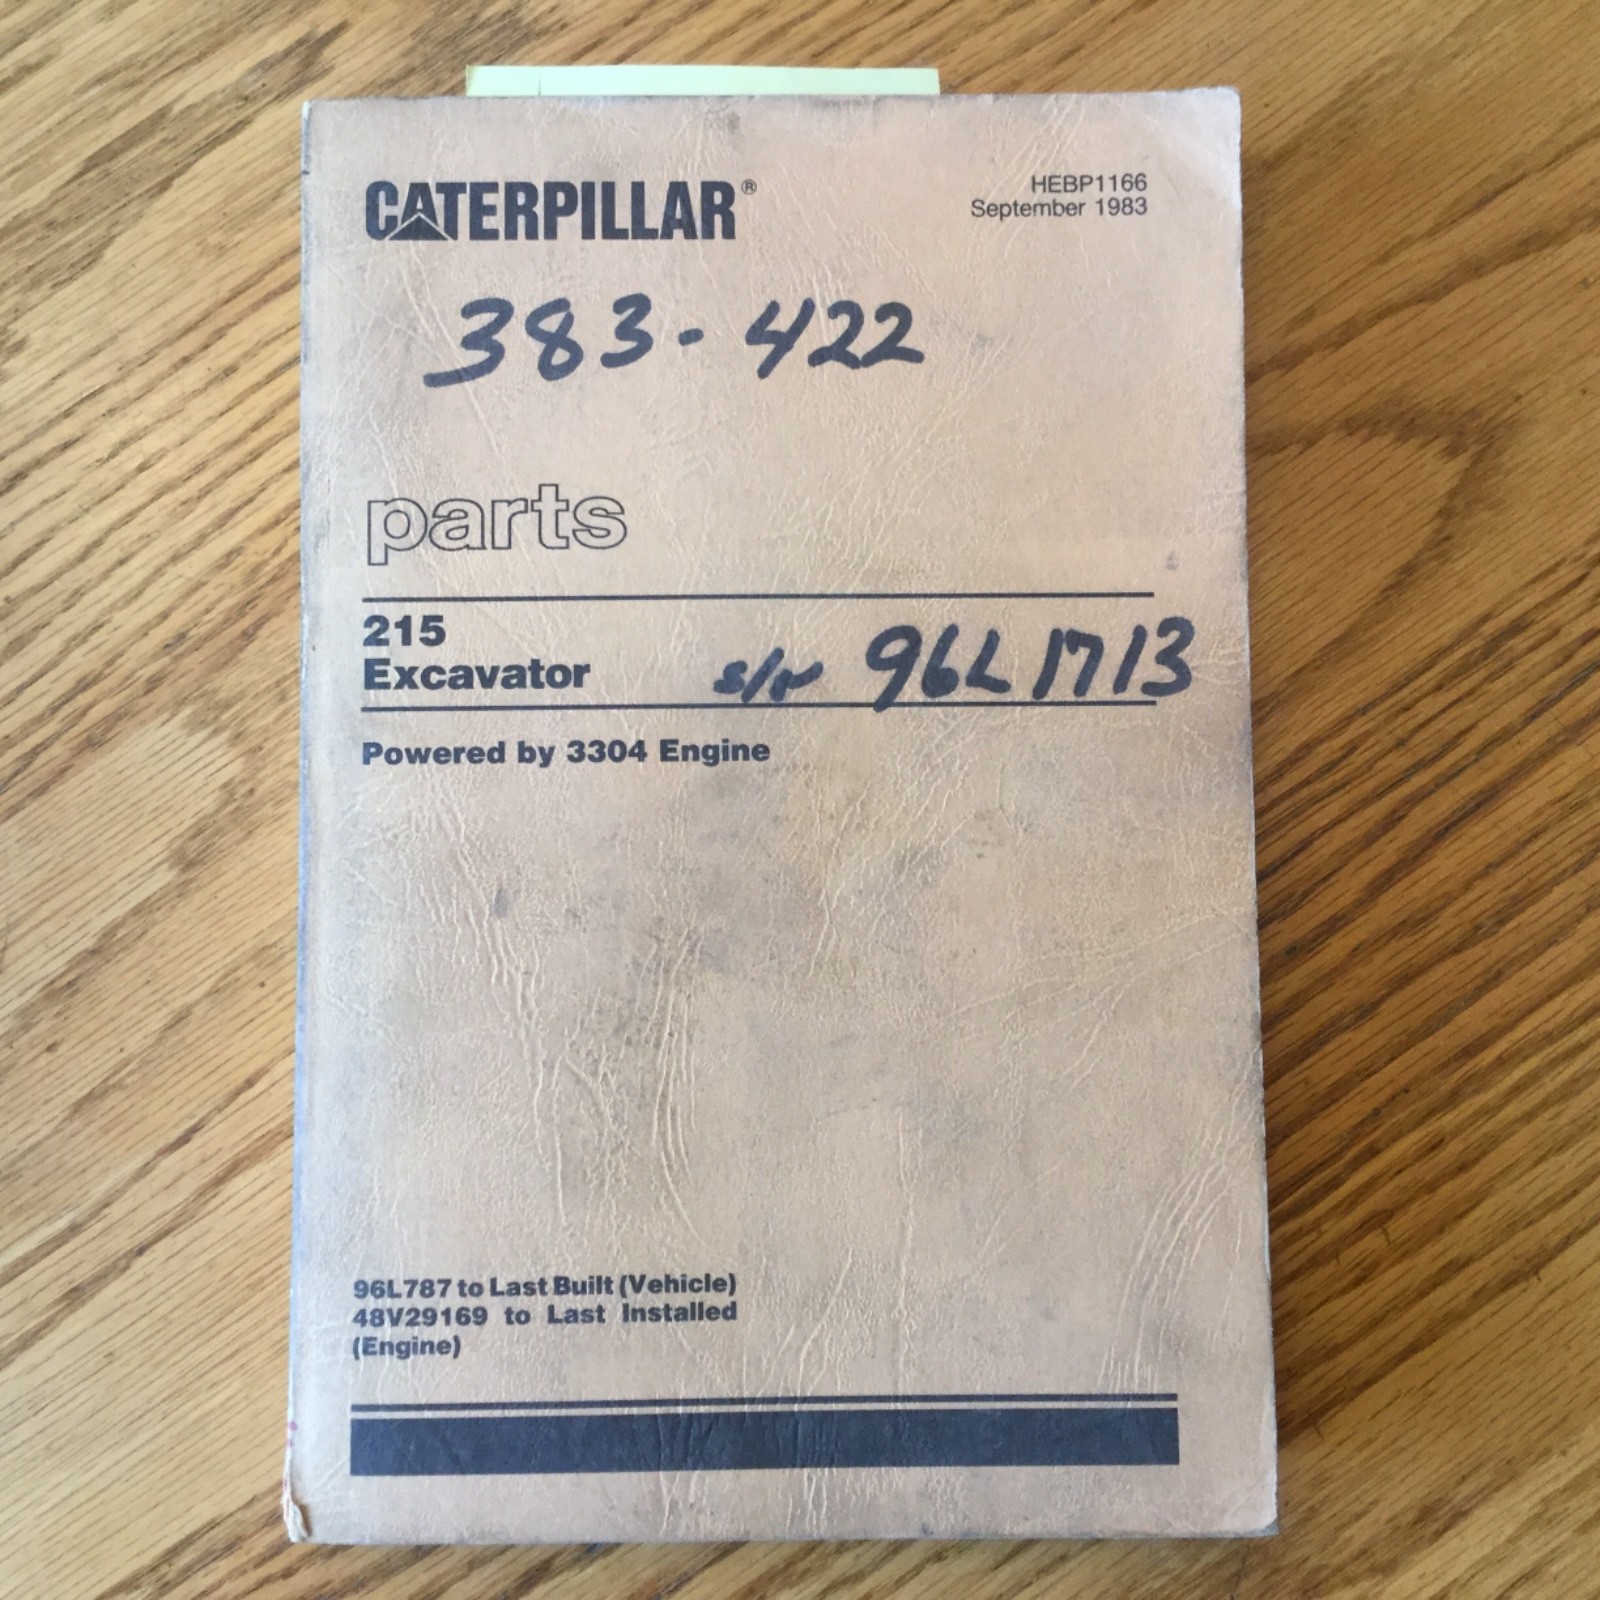 CATERPILLAR®
HEBP1166
September 1983
383-422
parts
215
Excavator
s/n 96L1713
Powered by 3304 Engine
96L787 to Last Built (Vehicle)
48V29169 to Last Installed
(Engine)